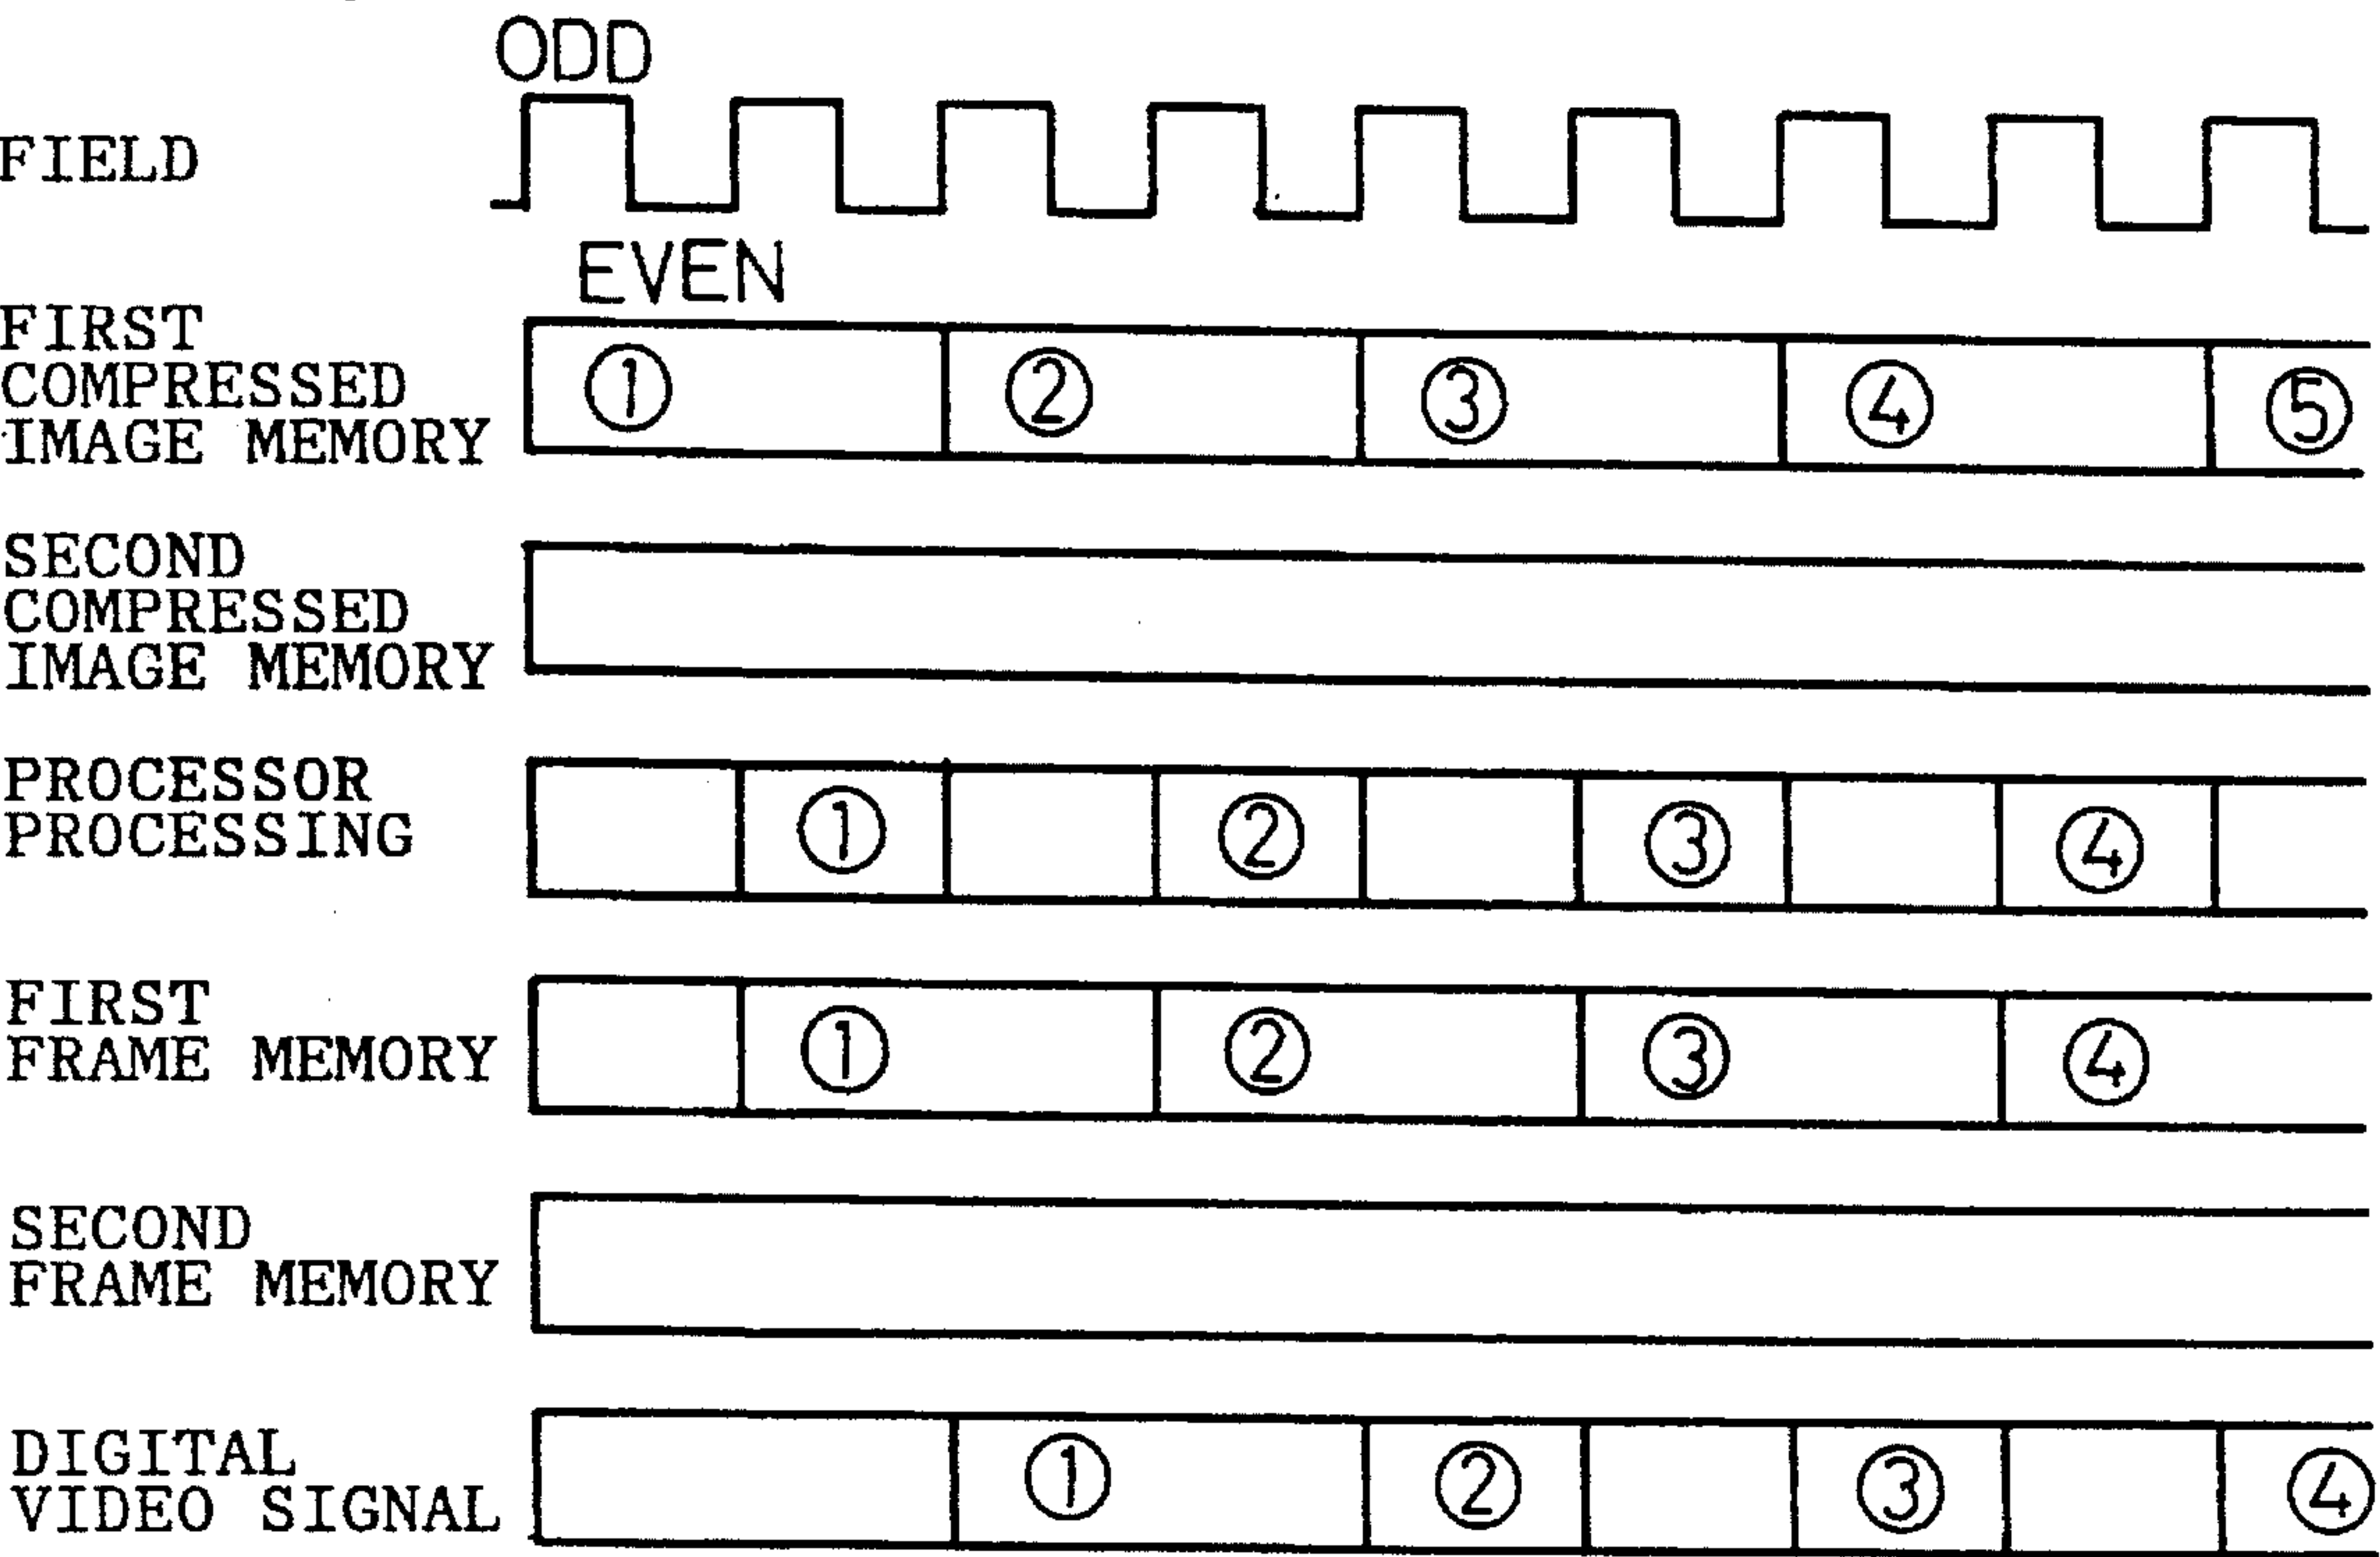 ODD
FIELD
EVEN
FIRST
COMPRESSED
IMAGE MEMORY
① ② ③ ④ ⑤
SECOND
COMPRESSED
IMAGE MEMORY
PROCESSOR
PROCESSING
① ② ③ ④
FIRST
FRAME MEMORY
① ② ③ ④
SECOND
FRAME MEMORY
DIGITAL
VIDEO SIGNAL
① ② ③ ④